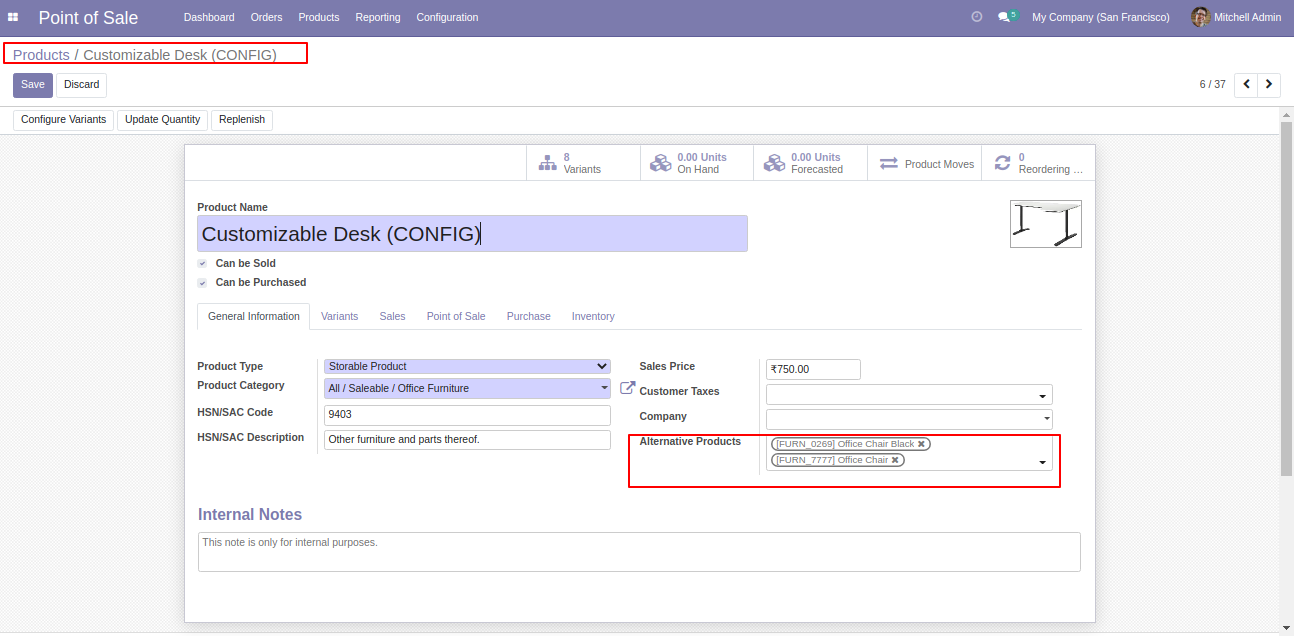 Point of Sale Dashboard Orders Products Reporting Configuration 5 My Company (San Francisco) Mitchell Admin
Products / Customizable Desk (CONFIG)
Save Discard 6 / 37
Configure Variants Update Quantity Replenish
8 Variants
0.00 Units On Hand
0.00 Units Forecasted
Product Moves
0 Reordering ...
Product Name
Customizable Desk (CONFIG)
Can be Sold
Can be Purchased
General Information Variants Sales Point of Sale Purchase Inventory
Product Type Storable Product
Product Category All / Saleable / Office Furniture
HSN/SAC Code 9403
HSN/SAC Description Other furniture and parts thereof.
Sales Price ₹750.00
Customer Taxes
Company
Alternative Products [FURN_0269] Office Chair Black
[FURN_7777] Office Chair
Internal Notes
This note is only for internal purposes.